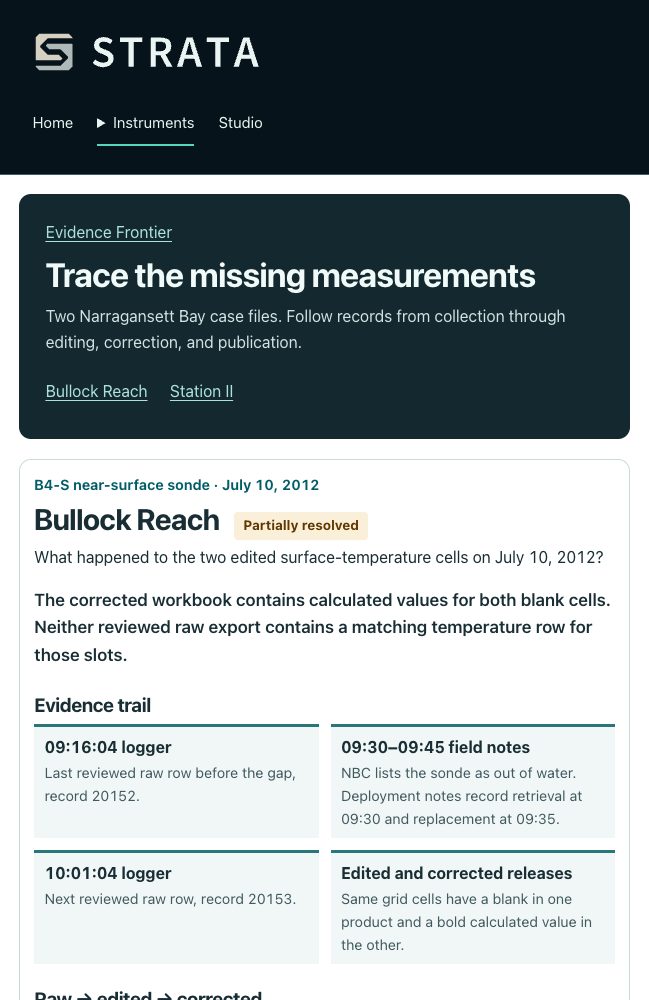 STRATA
Home ▶ Instruments Studio
Evidence Frontier
Trace the missing measurements
Two Narragansett Bay case files. Follow records from collection through
editing, correction, and publication.
Bullock Reach Station II
B4-S near-surface sonde · July 10, 2012
Bullock Reach Partially resolved
What happened to the two edited surface-temperature cells on July 10, 2012?
The corrected workbook contains calculated values for both blank cells.
Neither reviewed raw export contains a matching temperature row for
those slots.
Evidence trail
09:16:04 logger
Last reviewed raw row before the gap,
record 20152.
09:30–09:45 field notes
NBC lists the sonde as out of water.
Deployment notes record retrieval at
09:30 and replacement at 09:35.
10:01:04 logger
Next reviewed raw row, record 20153.
Edited and corrected releases
Same grid cells have a blank in one
product and a bold calculated value in
the other.
Raw → edited → corrected